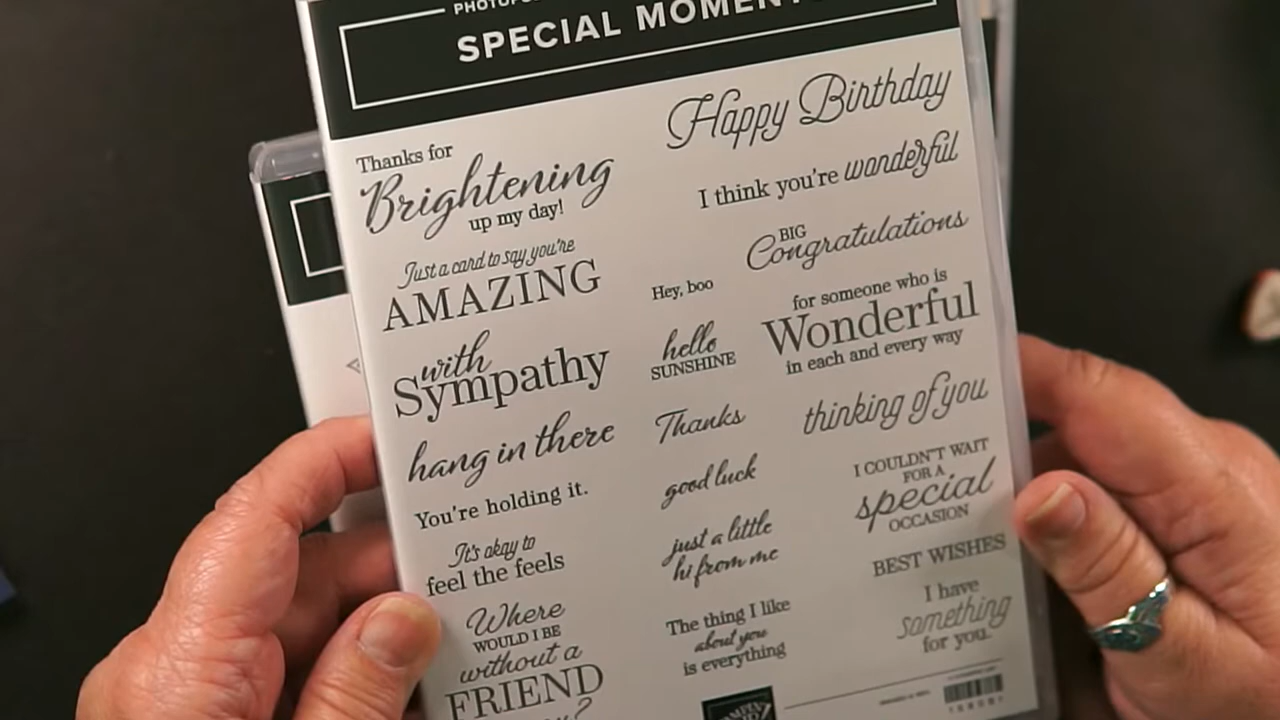 SPECIAL MOMENTS
Thanks for
Brightening
up my day!
Just a card to say you're
AMAZING
with
Sympathy
hang in there
You're holding it.
It's okay to
feel the feels
Where
WOULD I BE
without a
FRIEND
Hey, boo
hello
SUNSHINE
Thanks
good luck
just a little
hi from me
The thing I like
about you
is everything
Happy Birthday
I think you're wonderful
BIG
Congratulations
for someone who is
Wonderful
in each and every way
thinking of you
I COULDN'T WAIT
FOR A
special
OCCASION
BEST WISHES
I have
something
for you.